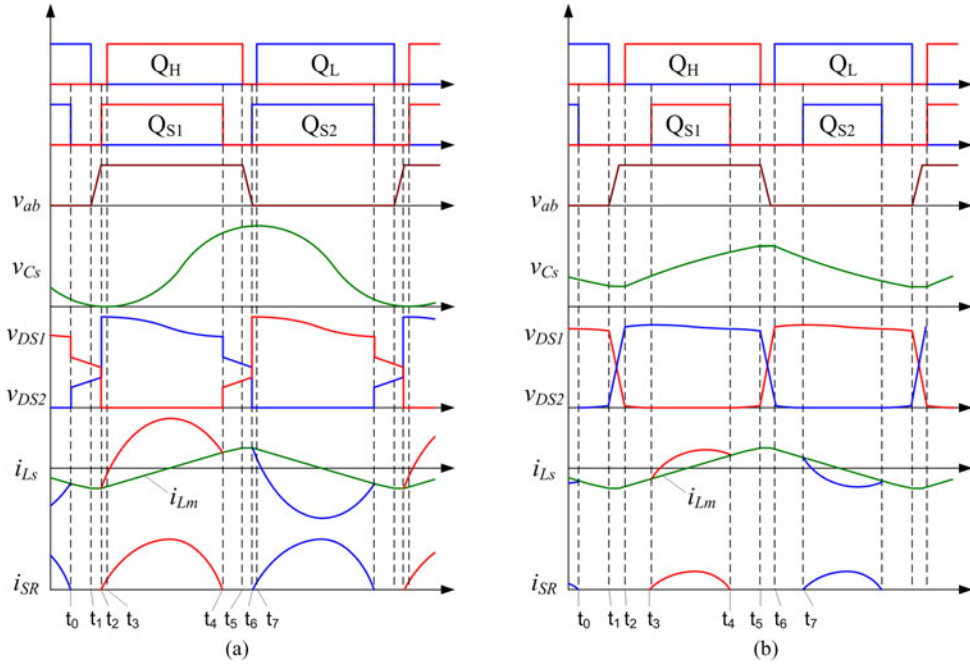 Q_H Q_L Q_H Q_L
Q_S1 Q_S2 Q_S1 Q_S2
v_ab v_ab
v_Cs v_Cs
v_DS1 v_DS1
v_DS2 v_DS2
i_Ls i_Ls
i_Lm i_Lm
i_SR i_SR
t_0 t_1 t_2 t_3 t_4 t_5 t_6 t_7 t_0 t_1 t_2 t_3 t_4 t_5 t_6 t_7
(a) (b)